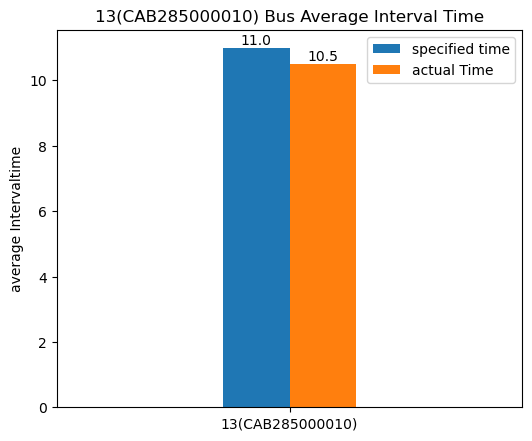 13(CAB285000010) Bus Average Interval Time
specified time
actual Time
11.0
10.5
average Intervaltime
10
8
6
4
2
0
13(CAB285000010)